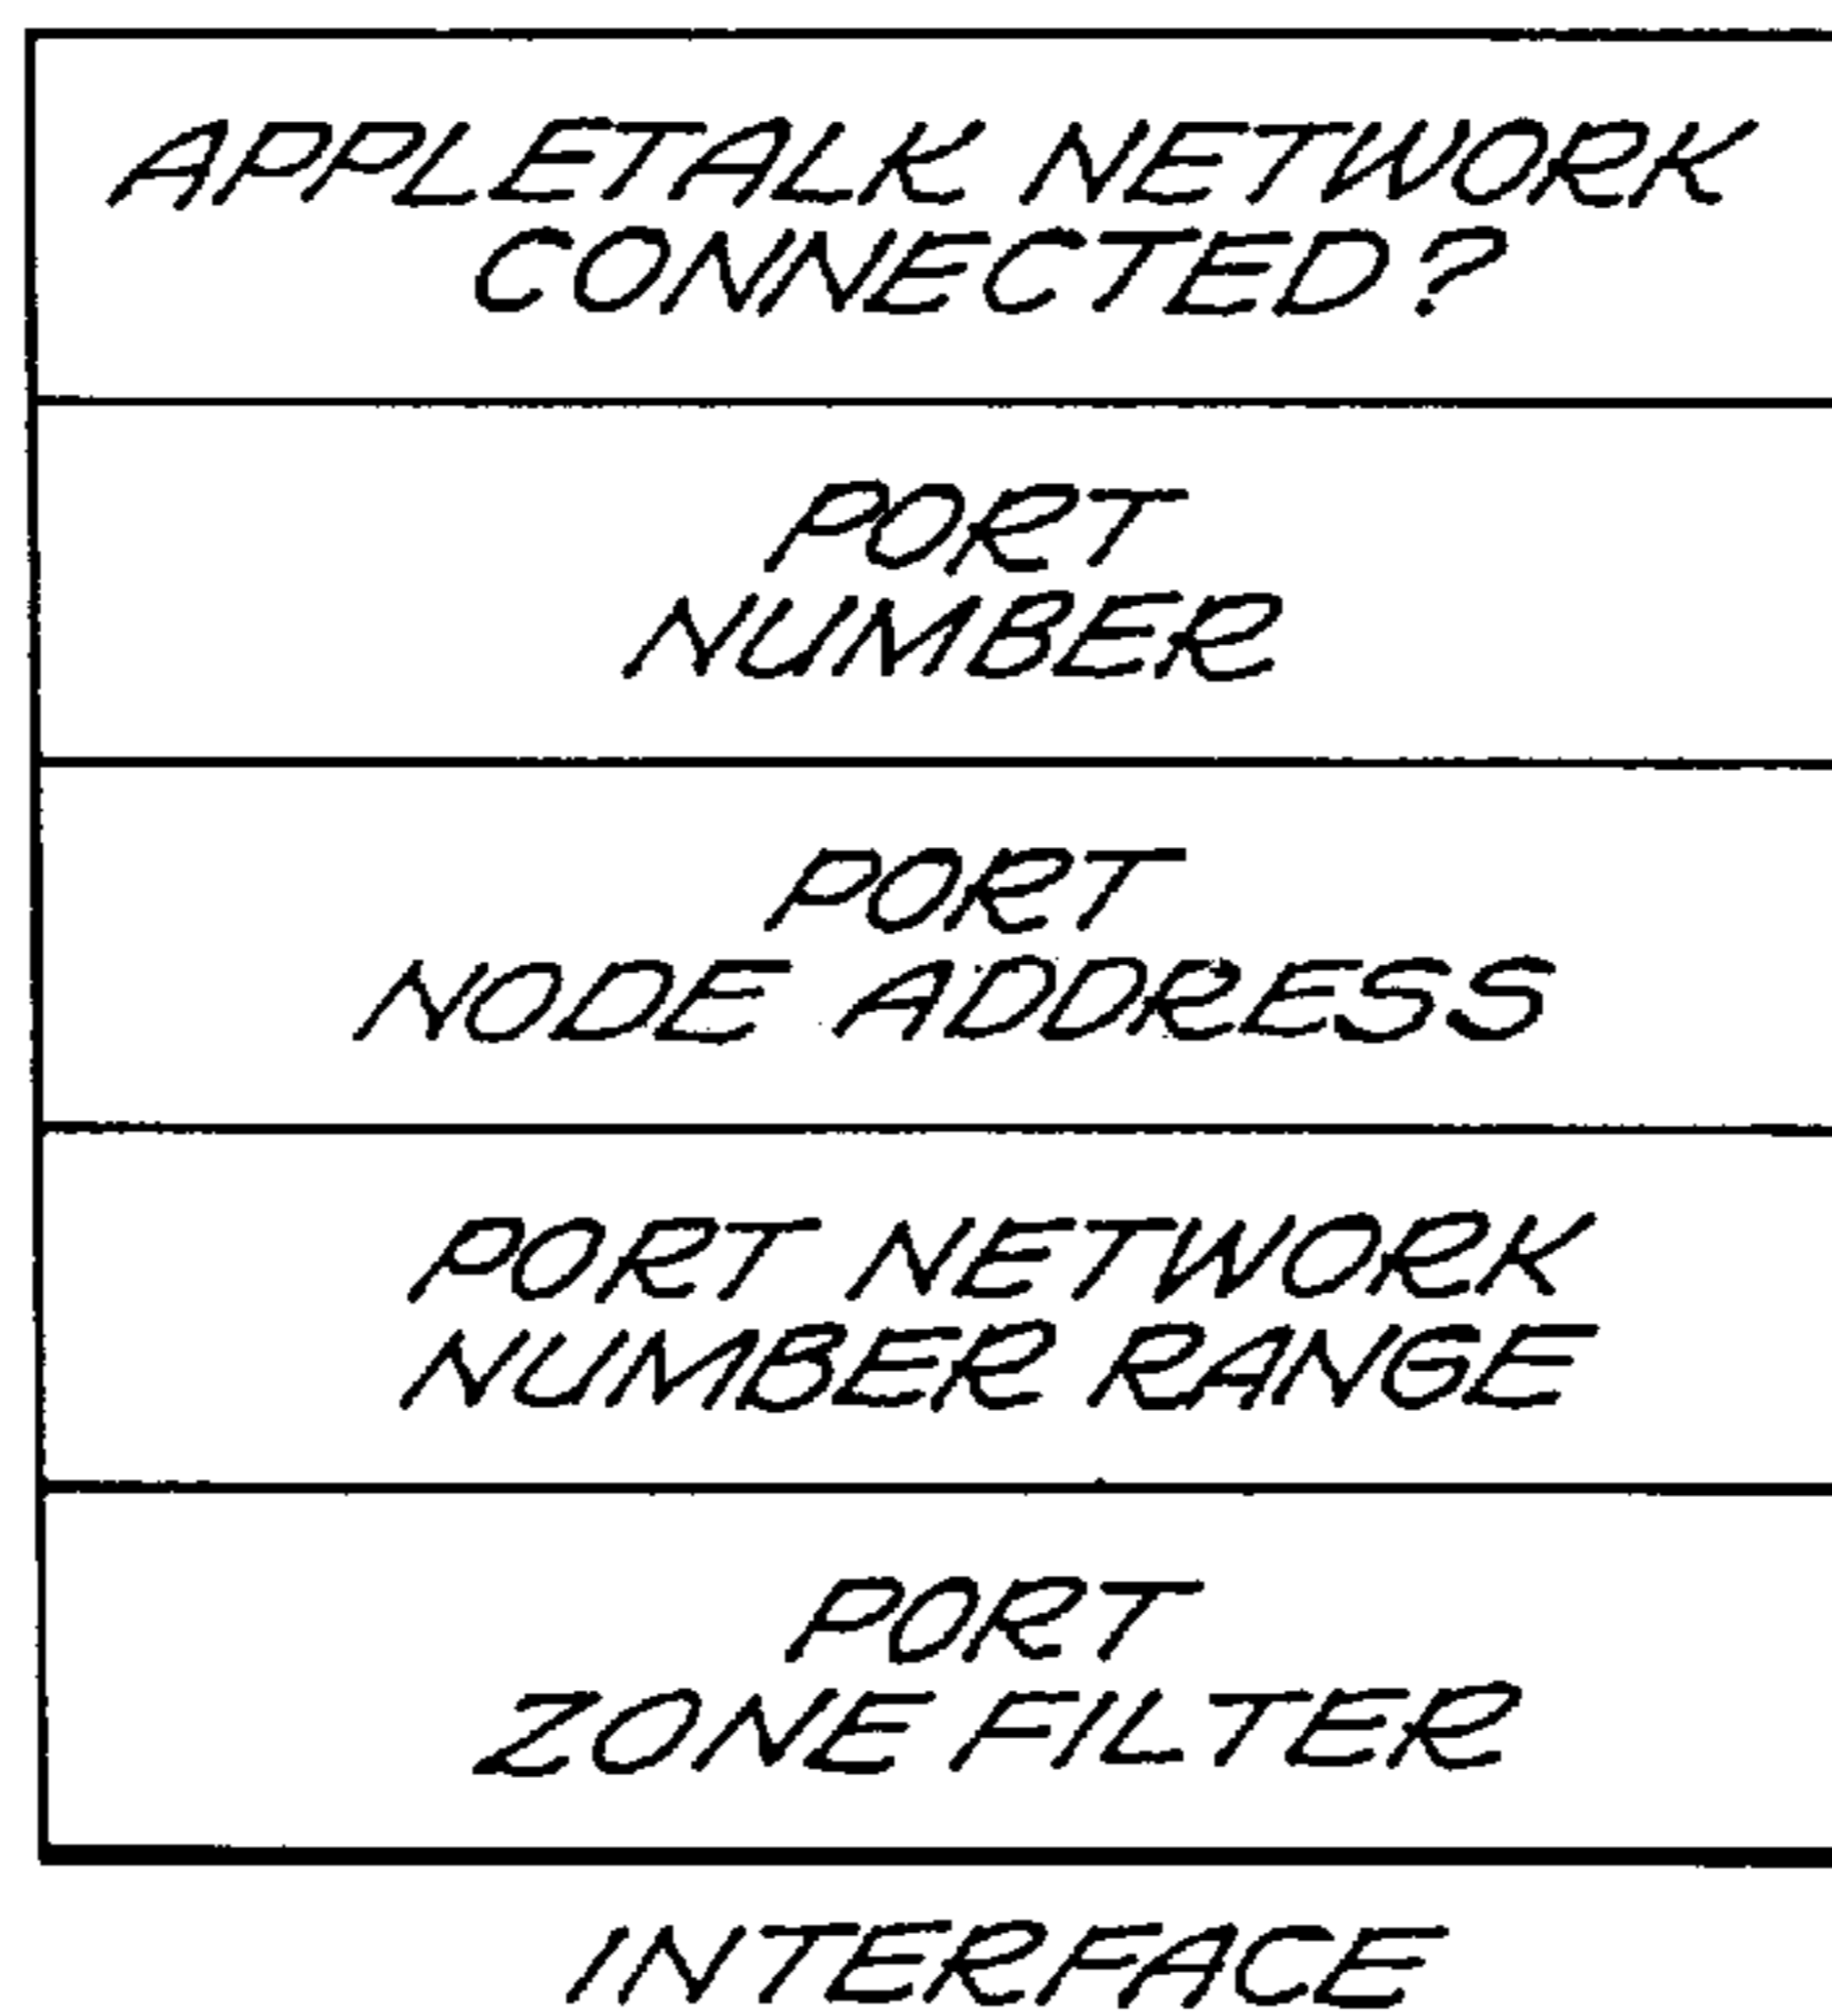 APPLETALK NETWORK
CONNECTED?
PORT
NUMBER
PORT
NODE ADDRESS
PORT NETWORK
NUMBER RANGE
PORT
ZONE FILTER
INTERFACE